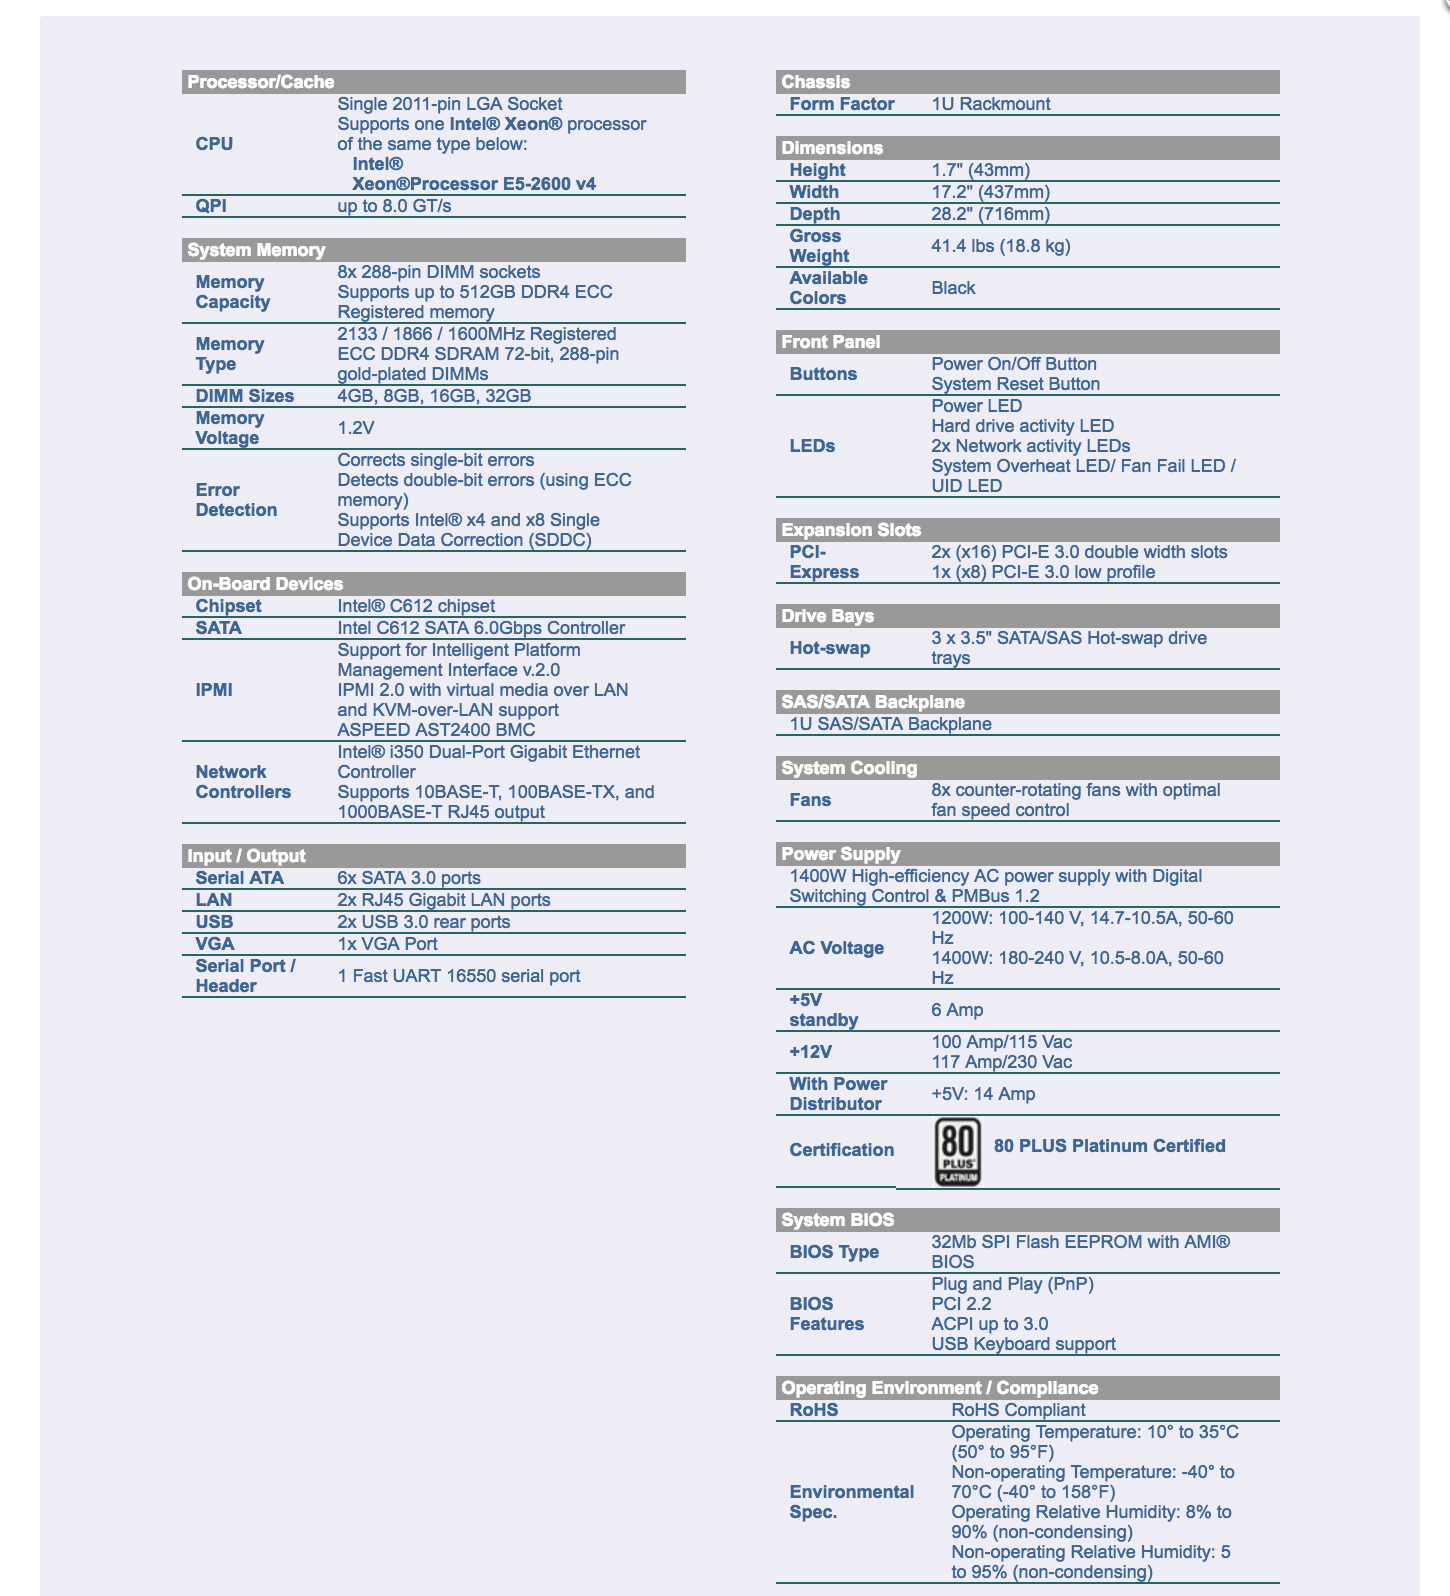 Processor/Cache
CPU
Single 2011-pin LGA Socket
Supports one Intel® Xeon® processor
of the same type below:
Intel®
Xeon®Processor E5-2600 v4
QPI
up to 8.0 GT/s
System Memory
Memory
Capacity
8x 288-pin DIMM sockets
Supports up to 512GB DDR4 ECC
Registered memory
Memory
Type
2133 / 1866 / 1600MHz Registered
ECC DDR4 SDRAM 72-bit, 288-pin
gold-plated DIMMs
DIMM Sizes
4GB, 8GB, 16GB, 32GB
Memory
Voltage
1.2V
Error
Detection
Corrects single-bit errors
Detects double-bit errors (using ECC
memory)
Supports Intel® x4 and x8 Single
Device Data Correction (SDDC)
On-Board Devices
Chipset
Intel® C612 chipset
SATA
Intel C612 SATA 6.0Gbps Controller
IPMI
Support for Intelligent Platform
Management Interface v.2.0
IPMI 2.0 with virtual media over LAN
and KVM-over-LAN support
ASPEED AST2400 BMC
Network
Controllers
Intel® i350 Dual-Port Gigabit Ethernet
Controller
Supports 10BASE-T, 100BASE-TX, and
1000BASE-T RJ45 output
Input / Output
Serial ATA
6x SATA 3.0 ports
LAN
2x RJ45 Gigabit LAN ports
USB
2x USB 3.0 rear ports
VGA
1x VGA Port
Serial Port /
Header
1 Fast UART 16550 serial port
Chassis
Form Factor
1U Rackmount
Dimensions
Height
1.7" (43mm)
Width
17.2" (437mm)
Depth
28.2" (716mm)
Gross
Weight
41.4 lbs (18.8 kg)
Available
Colors
Black
Front Panel
Buttons
Power On/Off Button
System Reset Button
LEDs
Power LED
Hard drive activity LED
2x Network activity LEDs
System Overheat LED/ Fan Fail LED /
UID LED
Expansion Slots
PCI-
Express
2x (x16) PCI-E 3.0 double width slots
1x (x8) PCI-E 3.0 low profile
Drive Bays
Hot-swap
3 x 3.5" SATA/SAS Hot-swap drive
trays
SAS/SATA Backplane
1U SAS/SATA Backplane
System Cooling
Fans
8x counter-rotating fans with optimal
fan speed control
Power Supply
1400W High-efficiency AC power supply with Digital
Switching Control & PMBus 1.2
AC Voltage
1200W: 100-140 V, 14.7-10.5A, 50-60
Hz
1400W: 180-240 V, 10.5-8.0A, 50-60
Hz
+5V
standby
6 Amp
+12V
100 Amp/115 Vac
117 Amp/230 Vac
With Power
Distributor
+5V: 14 Amp
Certification
80
PLUS
PLATINUM
80 PLUS Platinum Certified
System BIOS
BIOS Type
32Mb SPI Flash EEPROM with AMI®
BIOS
BIOS
Features
Plug and Play (PnP)
PCI 2.2
ACPI up to 3.0
USB Keyboard support
Operating Environment / Compliance
RoHS
RoHS Compliant
Environmental
Spec.
Operating Temperature: 10° to 35°C
(50° to 95°F)
Non-operating Temperature: -40° to
70°C (-40° to 158°F)
Operating Relative Humidity: 8% to
90% (non-condensing)
Non-operating Relative Humidity: 5
to 95% (non-condensing)